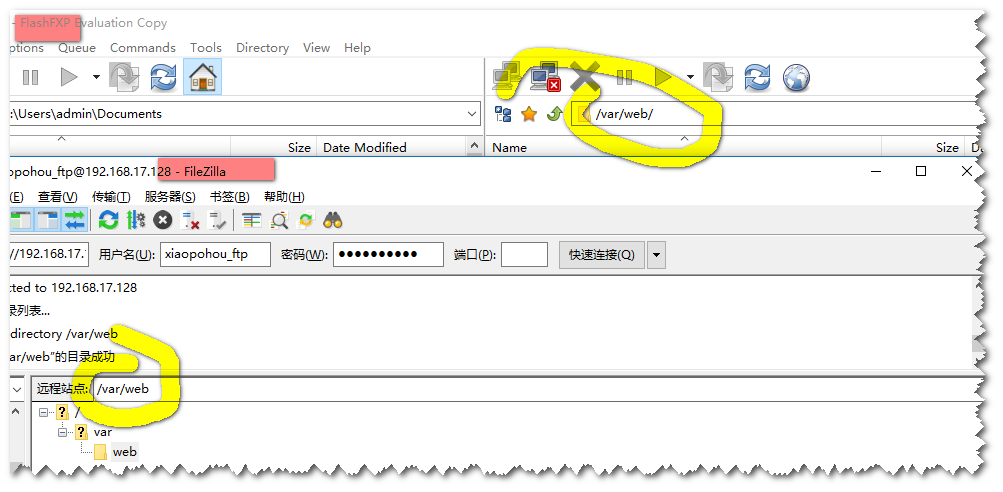 - FlashFXP Evaluation Copy
ptions Queue Commands Tools Directory View Help
:\Users\admin\Documents
/var/web/
Size Date Modified
Name Size Da
opohou_ftp@192.168.17.128 - FileZilla
(E) 查看(V) 传输(T) 服务器(S) 书签(B) 帮助(H)
//192.168.17. 用户名(U): xiaopohou_ftp 密码(W): ●●●●●●●●●● 端口(P): 快速连接(Q)
cted to 192.168.17.128
录列表...
directory /var/web
ar/web"的目录成功
远程站点: /var/web
/
var
web